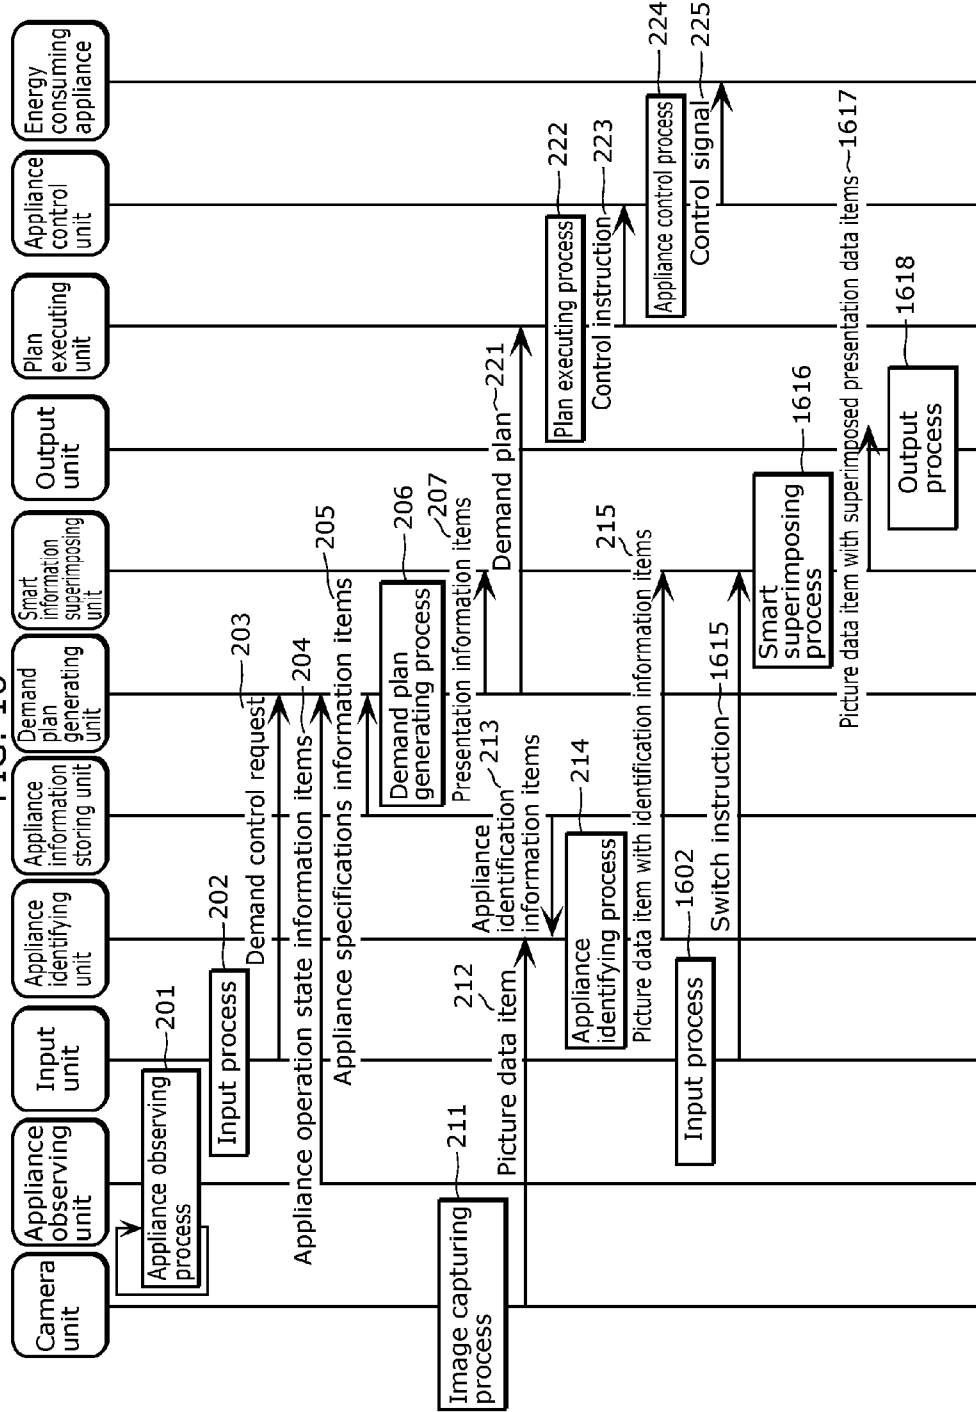 FIG. 16
Camera
unit
Appliance
observing
unit
Input
unit
Appliance
identifying
unit
Appliance
information
storing unit
Demand
plan
generating
unit
Smart
information
superimposing
unit
Output
unit
Plan
executing
unit
Appliance
control
unit
Energy
consuming
appliance
Appliance observing
process
201
Input process
202
Demand control request
203
Appliance operation state information items
204
Appliance specifications information items
205
Demand plan
generating process
206
Presentation information items
207
Image capturing
process
211
Picture data item
212
Appliance
identification
information items
213
Demand plan
221
Plan executing process
222
Appliance
identifying process
214
Control instruction
223
Picture data item with identification information items
215
Appliance control process
224
Input process
1602
Control signal
225
Switch instruction
1615
Smart
superimposing
process
1616
Picture data item with superimposed presentation data items
1617
Output
process
1618